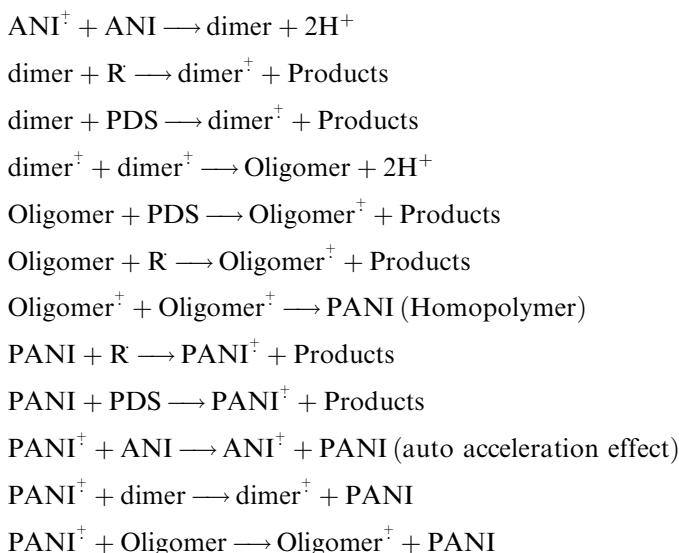 ANI⁺̣ + ANI ⟶ dimer + 2H⁺
dimer + R˙ ⟶ dimer⁺̣ + Products
dimer + PDS ⟶ dimer⁺̣ + Products
dimer⁺̣ + dimer⁺̣ ⟶ Oligomer + 2H⁺
Oligomer + PDS ⟶ Oligomer⁺̣ + Products
Oligomer + R˙ ⟶ Oligomer⁺̣ + Products
Oligomer⁺̣ + Oligomer⁺̣ ⟶ PANI (Homopolymer)
PANI + R˙ ⟶ PANI⁺̣ + Products
PANI + PDS ⟶ PANI⁺̣ + Products
PANI⁺̣ + ANI ⟶ ANI⁺̣ + PANI (auto acceleration effect)
PANI⁺̣ + dimer ⟶ dimer⁺̣ + PANI
PANI⁺̣ + Oligomer ⟶ Oligomer⁺̣ + PANI